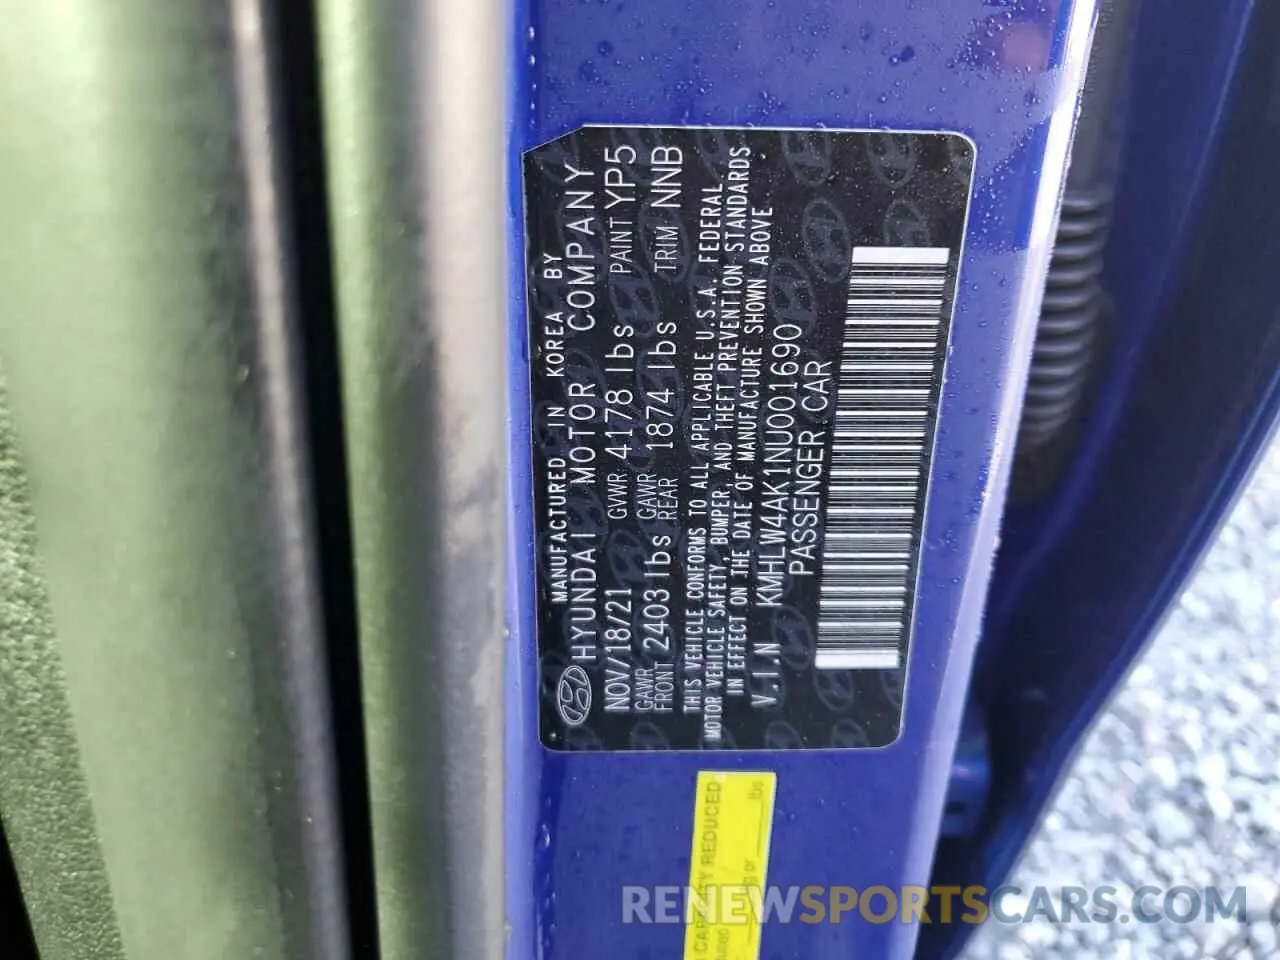 MANUFACTURED IN KOREA BY
HYUNDAI MOTOR COMPANY
NOV/18/21 GVWR 4178 lbs PAINT YP5
GAWR FRONT 2403 lbs GAWR REAR 1874 lbs TRIM NNB
THIS VEHICLE CONFORMS TO ALL APPLICABLE U.S.A. FEDERAL
MOTOR VEHICLE SAFETY, BUMPER AND THEFT PREVENTION STANDARDS
IN EFFECT ON THE DATE OF MANUFACTURE SHOWN ABOVE
V.I.N KMHLW4AK1NU001690
PASSENGER CAR
REDUCED
or lbs
RENEWSPORTSCARS.COM